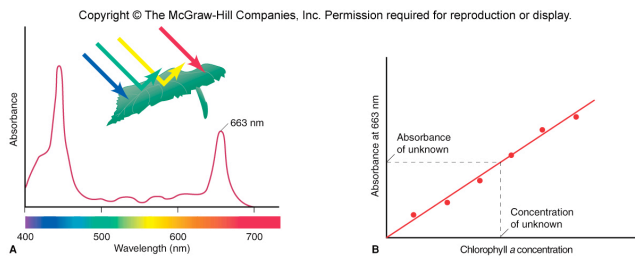 Copyright © The McGraw-Hill Companies, Inc. Permission required for reproduction or display.
Absorbance
663 nm
400
500
600
700
Wavelength (nm)
A
Absorbance at 663 nm
Absorbance
of unknown
Concentration
of unknown
B
Chlorophyll a concentration